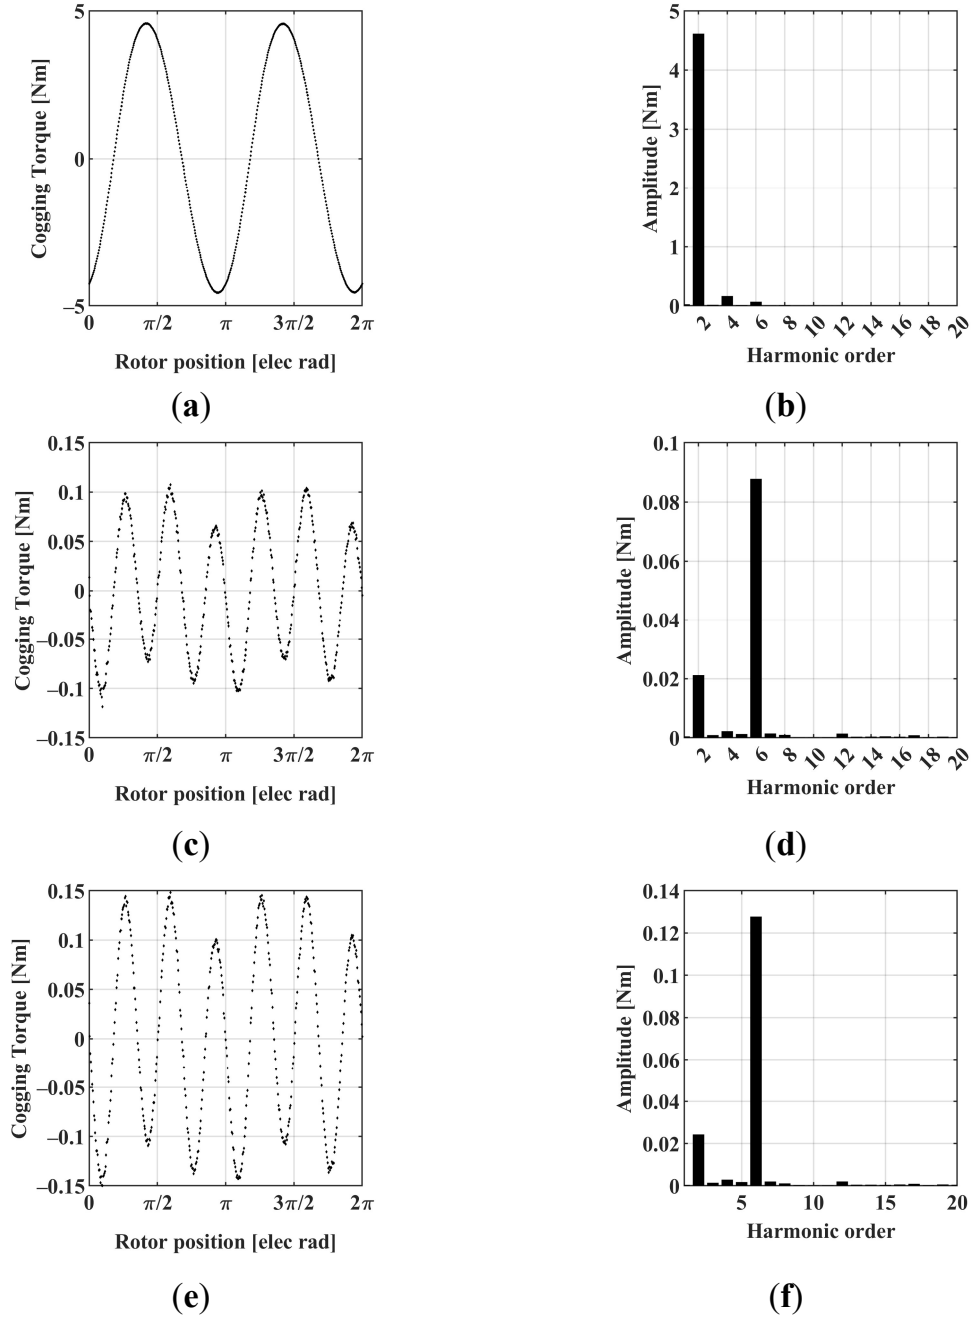 5
0
−5
Cogging Torque [Nm]
0 π/2 π 3π/2 2π
Rotor position [elec rad]
(a)
5
4
3
2
1
0
Amplitude [Nm]
2 4 6 8 10 12 14 16 18 20
Harmonic order
(b)
0.15
0.1
0.05
0
−0.05
−0.1
−0.15
Cogging Torque [Nm]
0 π/2 π 3π/2 2π
Rotor position [elec rad]
(c)
0.1
0.08
0.06
0.04
0.02
0
Amplitude [Nm]
2 4 6 8 10 12 14 16 18 20
Harmonic order
(d)
0.15
0.1
0.05
0
−0.05
−0.1
−0.15
Cogging Torque [Nm]
0 π/2 π 3π/2 2π
Rotor position [elec rad]
(e)
0.14
0.12
0.1
0.08
0.06
0.04
0.02
0
Amplitude [Nm]
5 10 15 20
Harmonic order
(f)